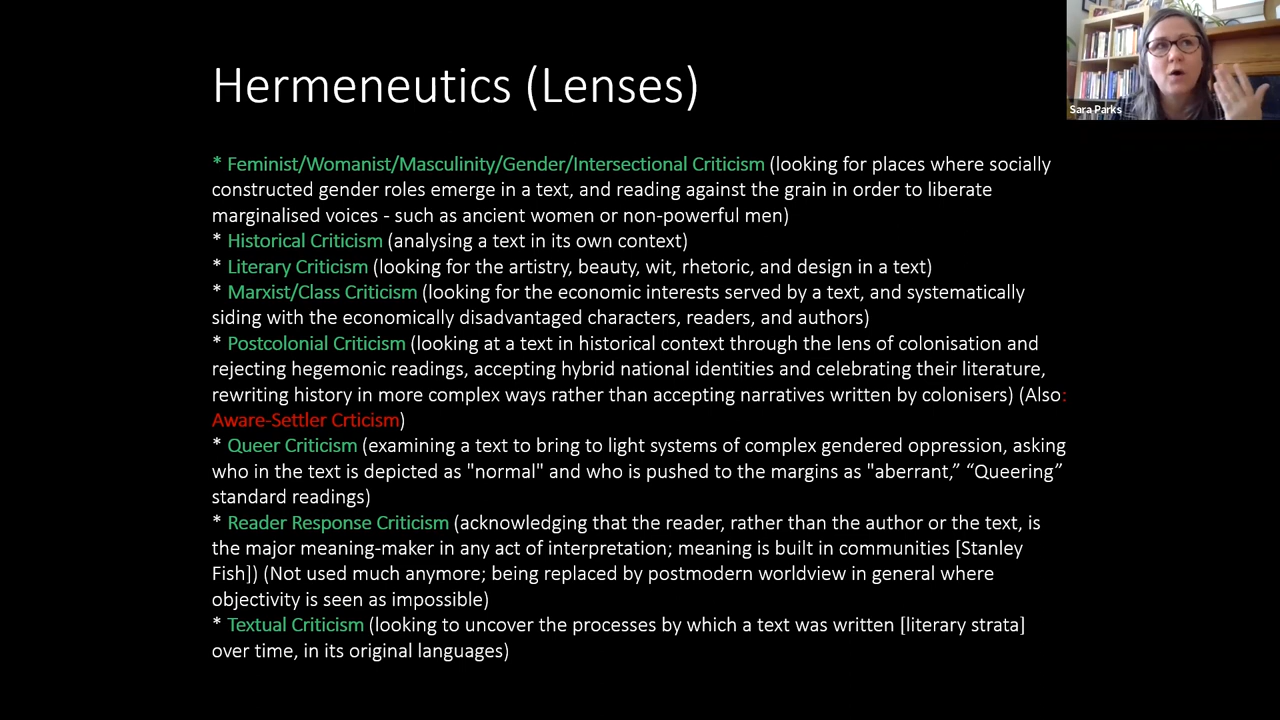 Hermeneutics (Lenses)
Sara Parks
* Feminist/Womanist/Masculinity/Gender/Intersectional Criticism (looking for places where socially
constructed gender roles emerge in a text, and reading against the grain in order to liberate
marginalised voices - such as ancient women or non-powerful men)
* Historical Criticism (analysing a text in its own context)
* Literary Criticism (looking for the artistry, beauty, wit, rhetoric, and design in a text)
* Marxist/Class Criticism (looking for the economic interests served by a text, and systematically
siding with the economically disadvantaged characters, readers, and authors)
* Postcolonial Criticism (looking at a text in historical context through the lens of colonisation and
rejecting hegemonic readings, accepting hybrid national identities and celebrating their literature,
rewriting history in more complex ways rather than accepting narratives written by colonisers) (Also:
Aware-Settler Crticism)
* Queer Criticism (examining a text to bring to light systems of complex gendered oppression, asking
who in the text is depicted as "normal" and who is pushed to the margins as "aberrant,” “Queering”
standard readings)
* Reader Response Criticism (acknowledging that the reader, rather than the author or the text, is
the major meaning-maker in any act of interpretation; meaning is built in communities [Stanley
Fish]) (Not used much anymore; being replaced by postmodern worldview in general where
objectivity is seen as impossible)
* Textual Criticism (looking to uncover the processes by which a text was written [literary strata]
over time, in its original languages)